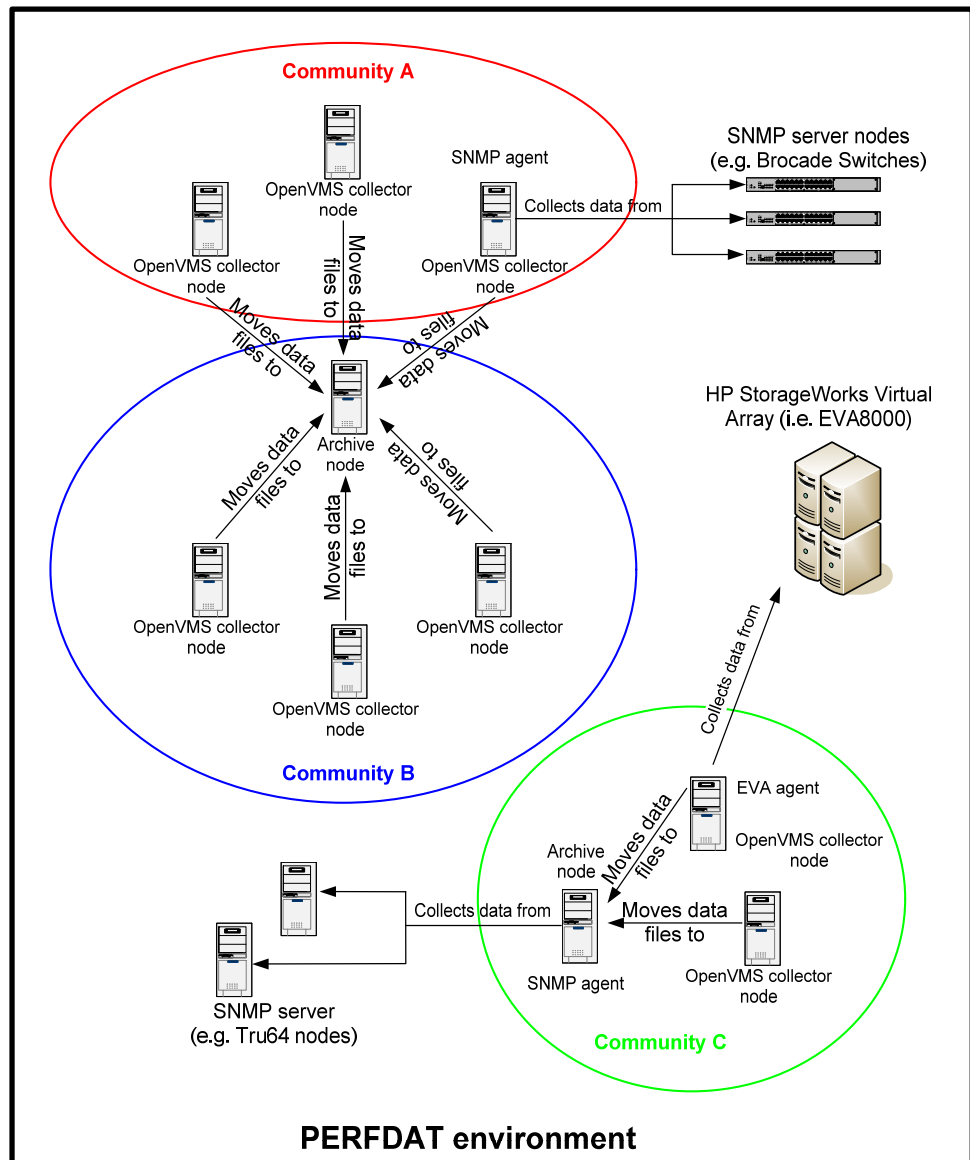 Community A
OpenVMS collector
node
SNMP agent
SNMP server nodes
(e.g. Brocade Switches)
Collects data from
OpenVMS collector
node
OpenVMS collector
node
Moves data
files to
Moves data
files to
Moves data
files to
Archive
node
HP StorageWorks Virtual
Array (i.e. EVA8000)
Moves data
files to
Moves data
files to
Moves data
files to
OpenVMS collector
node
OpenVMS collector
node
OpenVMS collector
node
Community B
Collects data from
EVA agent
OpenVMS collector
node
Moves data
files to
Archive
node
Collects data from
Moves data
files to
SNMP agent
OpenVMS collector
node
SNMP server
(e.g. Tru64 nodes)
Community C
PERFDAT environment